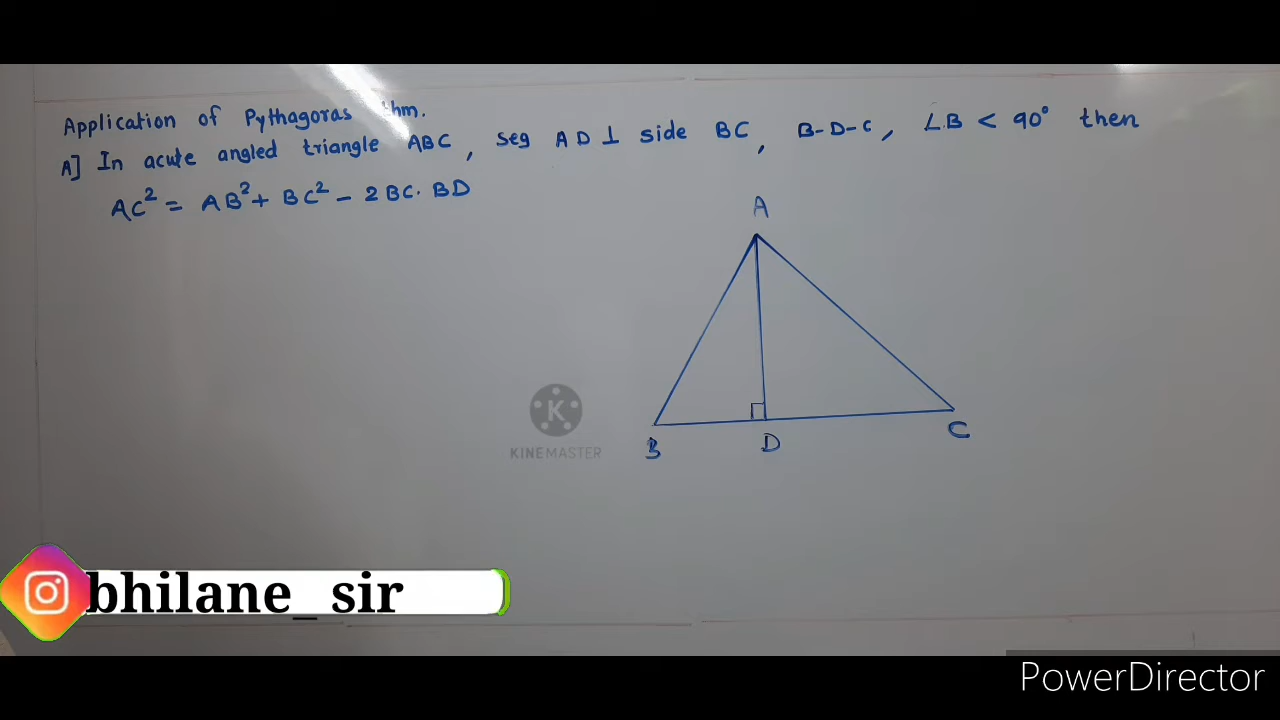 Application of Pythagoras thm.
A] In acute angled triangle ABC, seg AD ⊥ side BC, B-D-C, ∠B < 90° then
AC² = AB² + BC² - 2BC·BD
A
B
D
C
KINEMASTER
bhilane_sir
PowerDirector